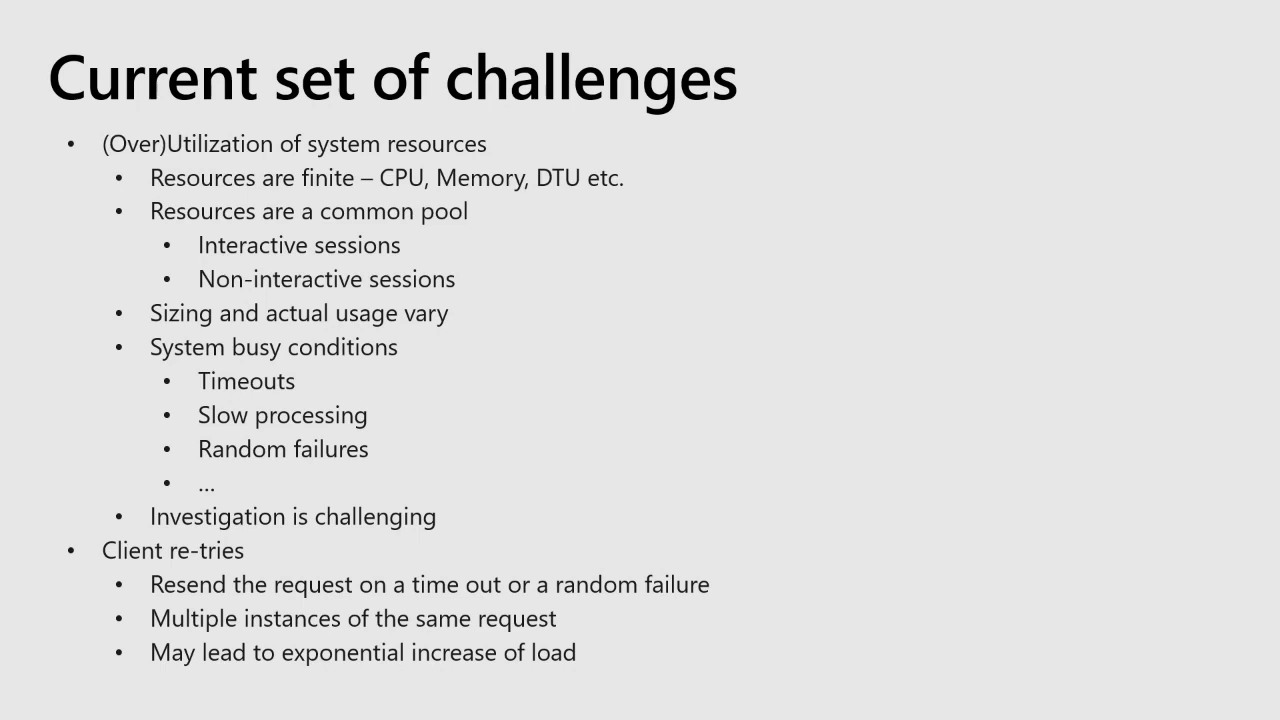 Current set of challenges
• (Over)Utilization of system resources
• Resources are finite – CPU, Memory, DTU etc.
• Resources are a common pool
• Interactive sessions
• Non-interactive sessions
• Sizing and actual usage vary
• System busy conditions
• Timeouts
• Slow processing
• Random failures
• ...
• Investigation is challenging
• Client re-tries
• Resend the request on a time out or a random failure
• Multiple instances of the same request
• May lead to exponential increase of load